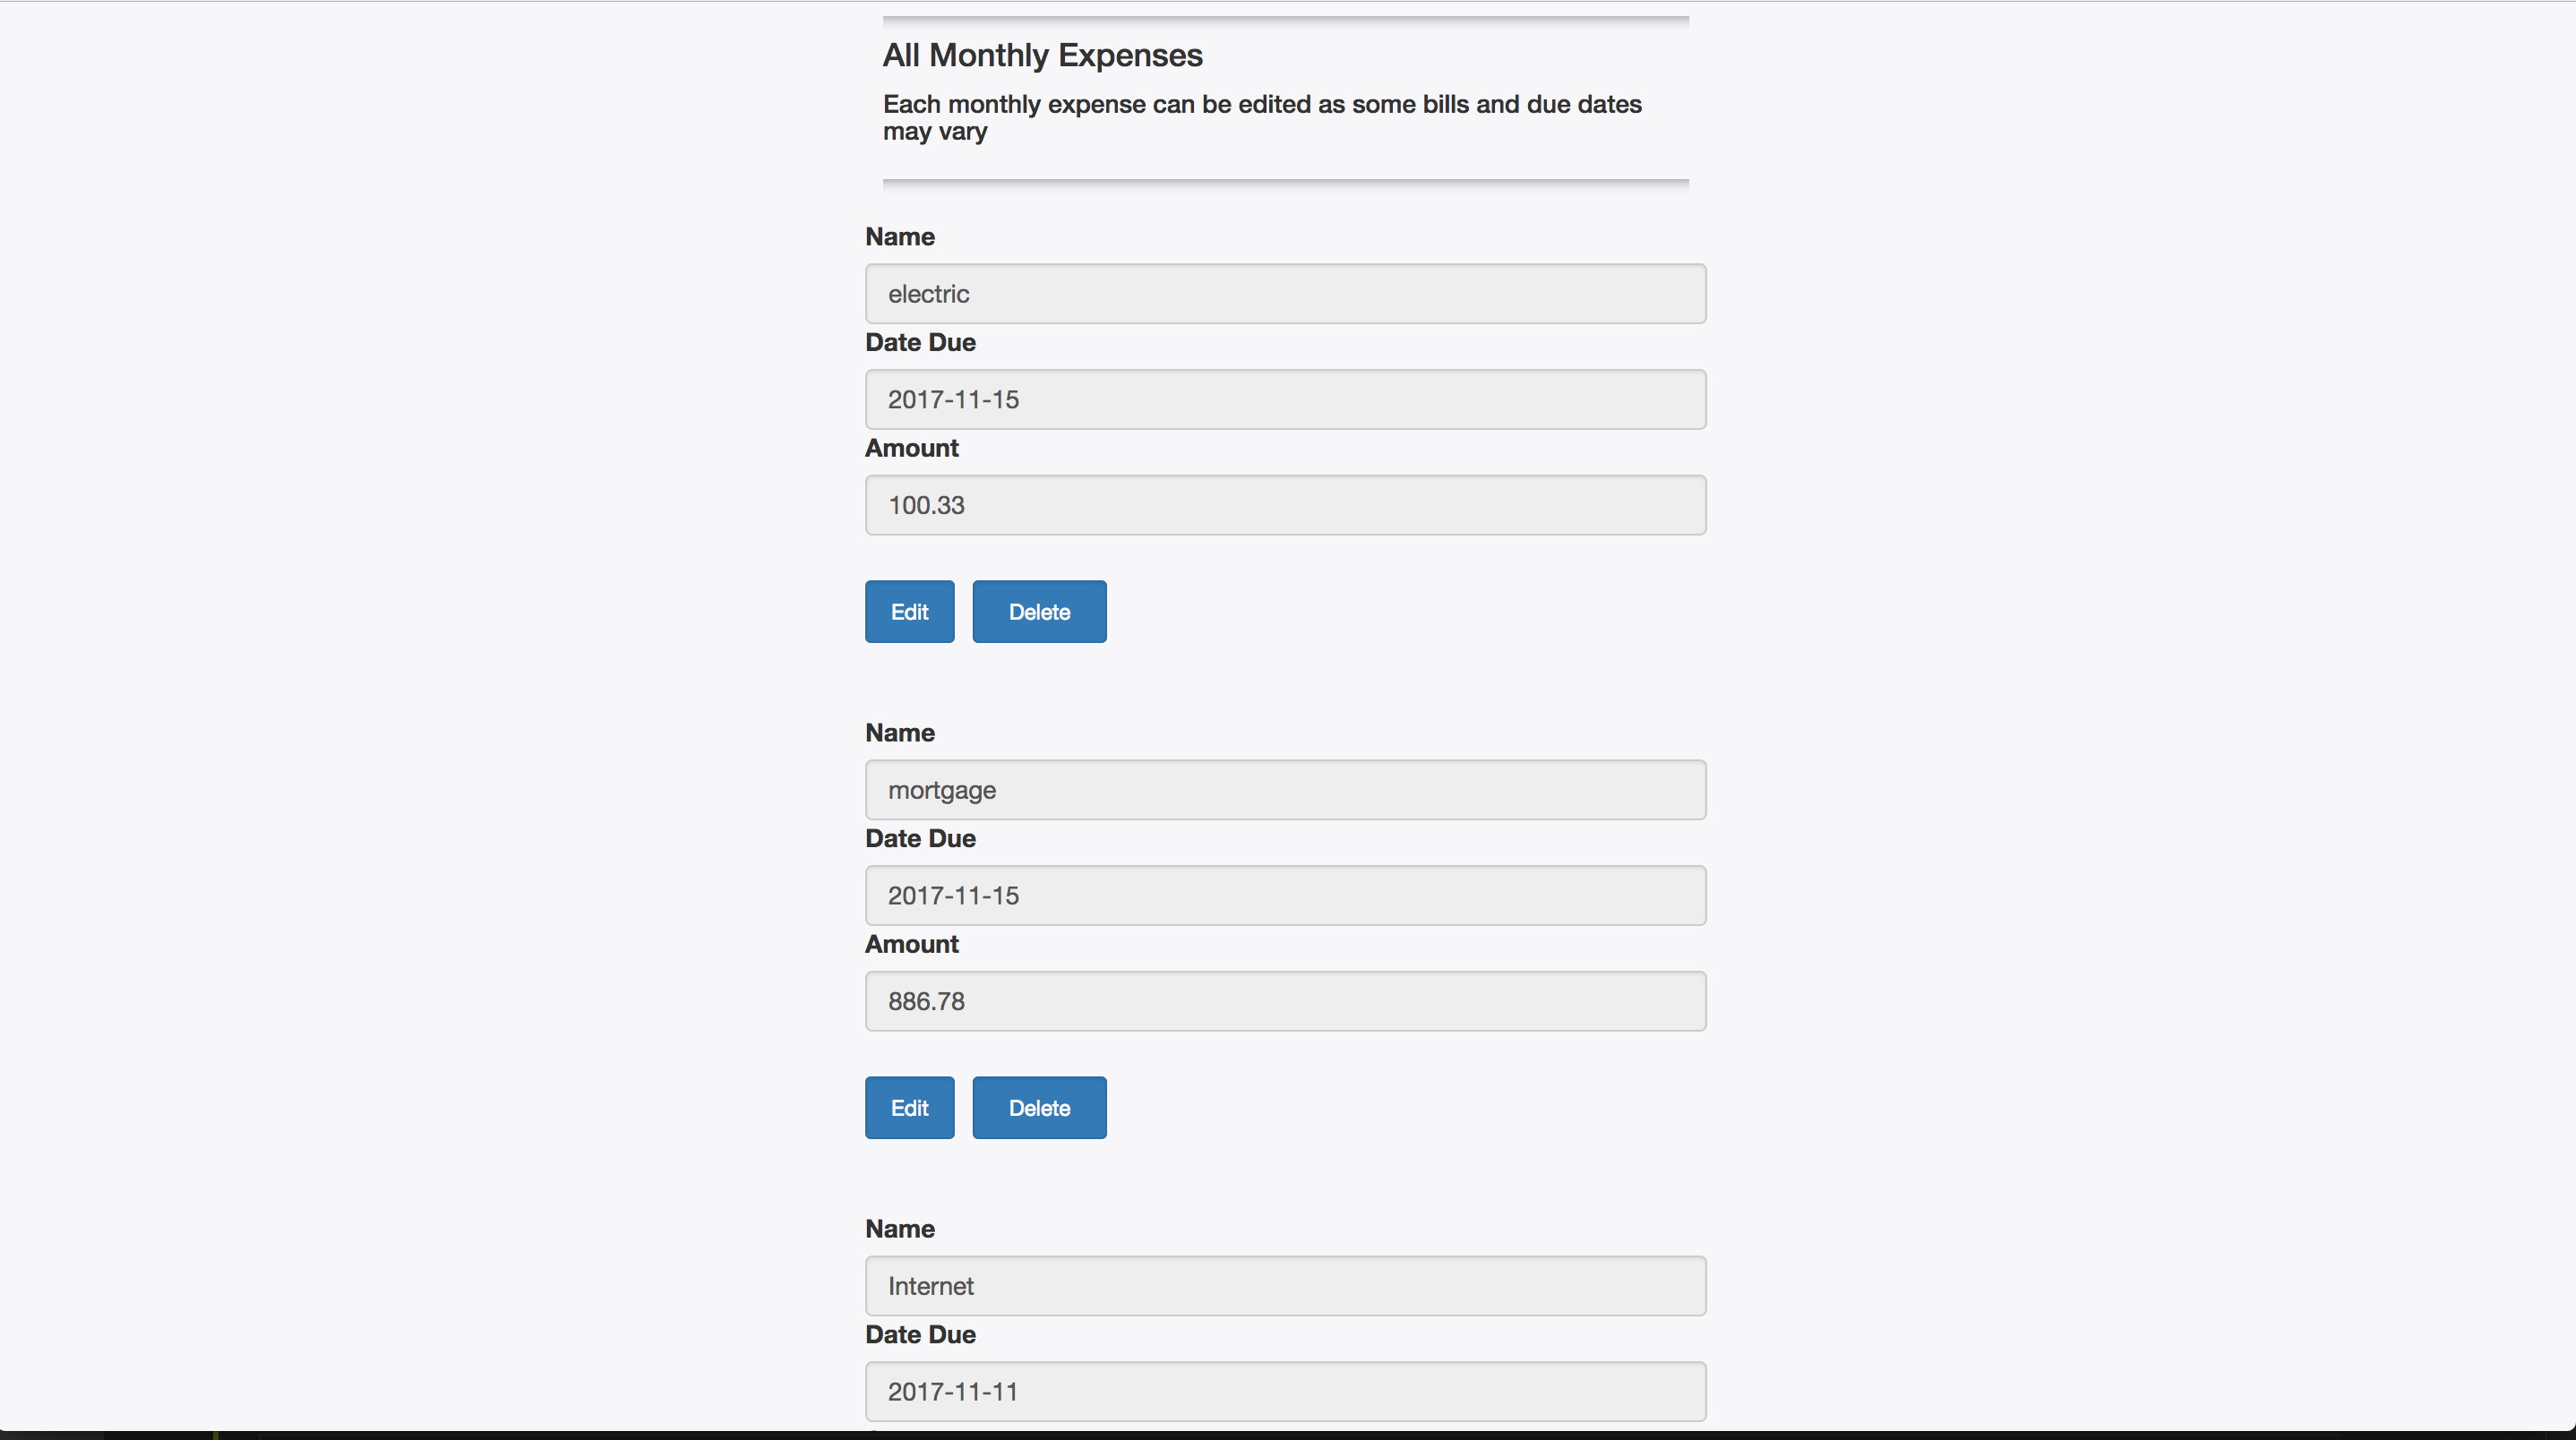 All Monthly Expenses
Each monthly expense can be edited as some bills and due dates
may vary
Name
electric
Date Due
2017-11-15
Amount
100.33
Edit Delete
Name
mortgage
Date Due
2017-11-15
Amount
886.78
Edit Delete
Name
Internet
Date Due
2017-11-11